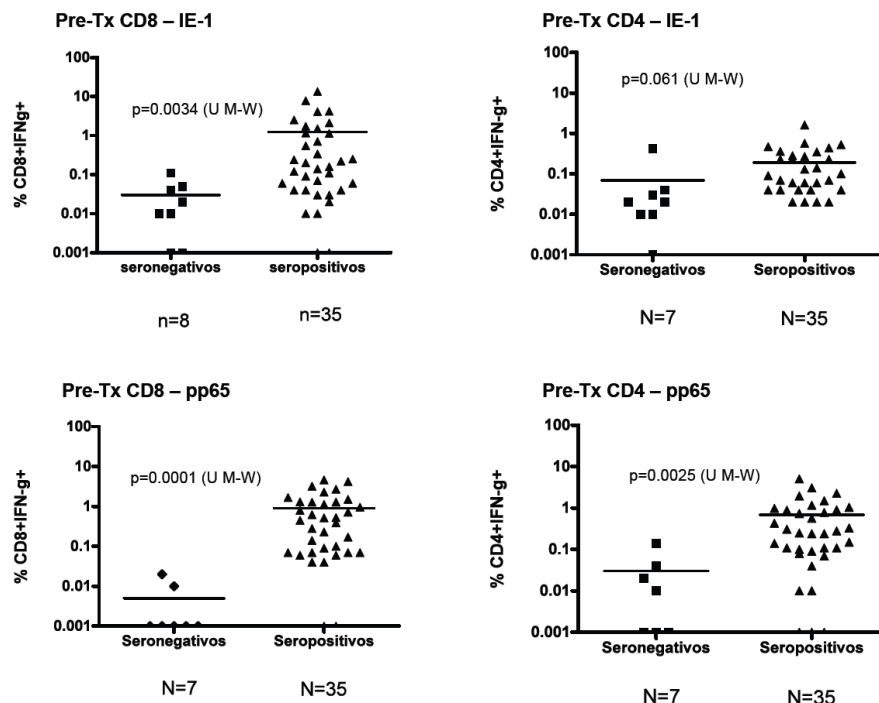 Pre-Tx CD8 – IE-1
% CD8+IFNg+
100
10
1
0.1
0.01
0.001
p=0.0034 (U M-W)
seronegativos
seropositivos
n=8
n=35
Pre-Tx CD4 – IE-1
% CD4+IFN-g+
100
10
1
0.1
0.01
0.001
p=0.061 (U M-W)
Seronegativos
Seropositivos
N=7
N=35
Pre-Tx CD8 – pp65
% CD8+IFN-g+
100
10
1
0.1
0.01
0.001
p=0.0001 (U M-W)
Seronegativos
Seropositivos
N=7
N=35
Pre-Tx CD4 – pp65
% CD4+IFN-g+
100
10
1
0.1
0.01
0.001
p=0.0025 (U M-W)
Seronegativos
Seropositivos
N=7
N=35